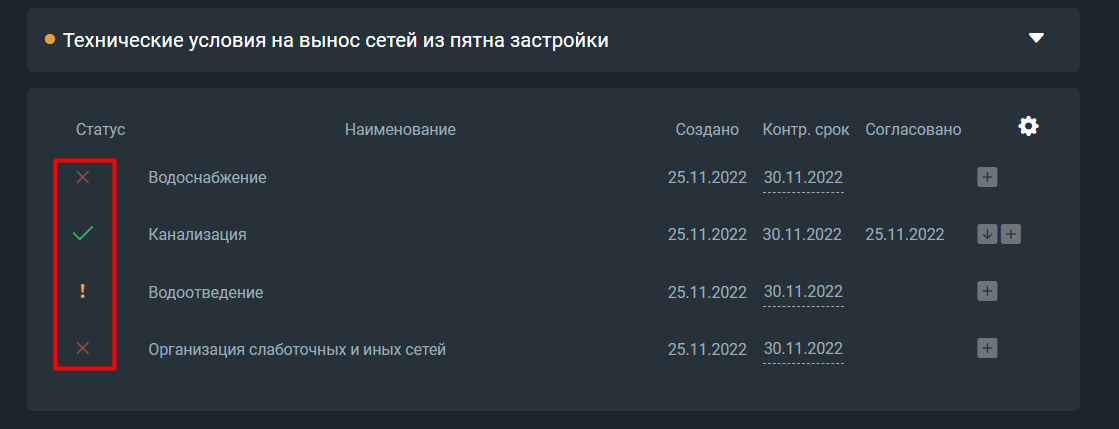 Технические условия на вынос сетей из пятна застройки
Статус Наименование Создано Контр. срок Согласовано
Водоснабжение 25.11.2022 30.11.2022
Канализация 25.11.2022 30.11.2022 25.11.2022
! Водоотведение 25.11.2022 30.11.2022
Организация слаботочных и иных сетей 25.11.2022 30.11.2022